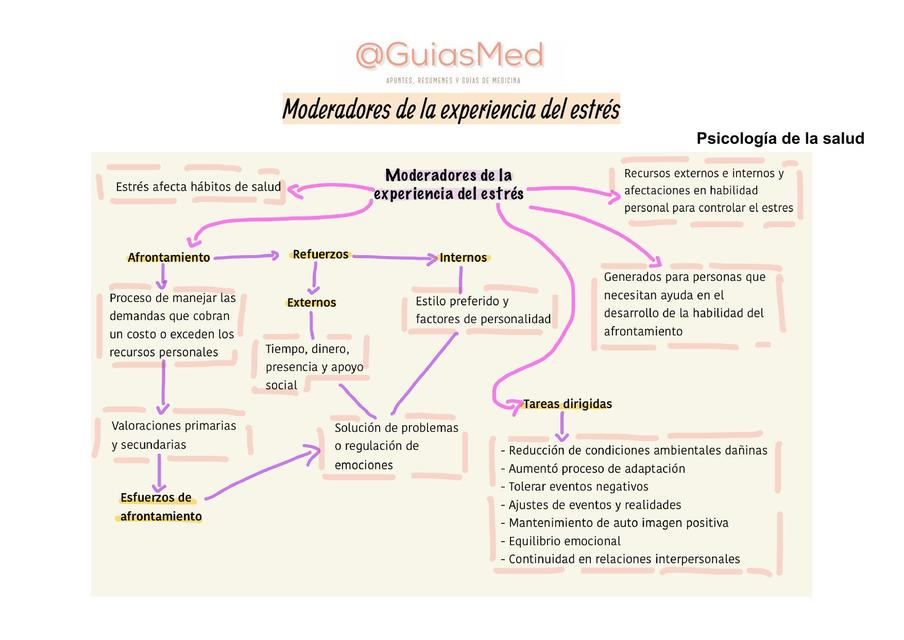 @GuiasMed
APUNTES, RESUMENES Y GUÍAS DE MEDICINA
Moderadores de la experiencia del estrés
Psicología de la salud
Moderadores de la
experiencia del estrés
Estrés afecta hábitos de salud
Recursos externos e internos y
afectaciones en habilidad
personal para controlar el estres
Afrontamiento
Refuerzos
Internos
Generados para personas que
necesitan ayuda en el
desarrollo de la habilidad del
afrontamiento
Proceso de manejar las
demandas que cobran
un costo o exceden los
recursos personales
Externos
Estilo preferido y
factores de personalidad
Tiempo, dinero,
presencia y apoyo
social
Valoraciones primarias
y secundarias
Solución de problemas
o regulación de
emociones
Esfuerzos de
afrontamiento
Tareas dirigidas
- Reducción de condiciones ambientales dañinas
- Aumentó proceso de adaptación
- Tolerar eventos negativos
- Ajustes de eventos y realidades
- Mantenimiento de auto imagen positiva
- Equilibrio emocional
- Continuidad en relaciones interpersonales